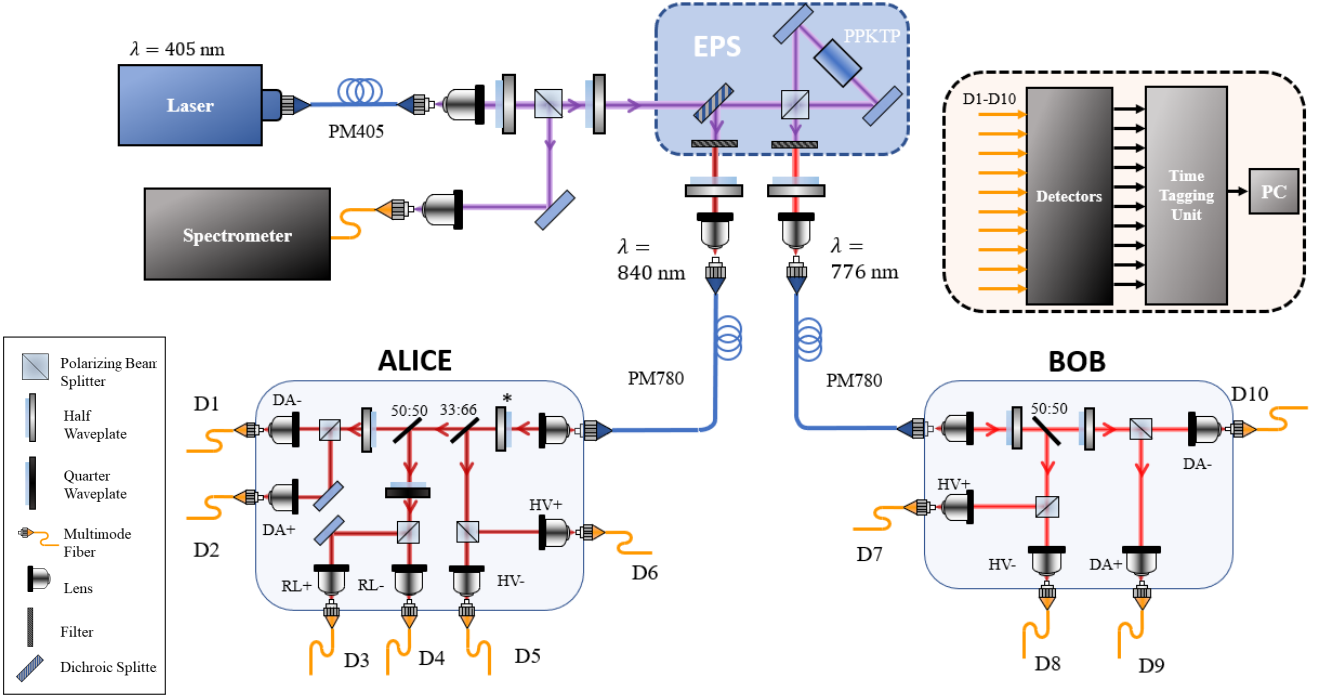 λ = 405 nm
Laser
PM405
Spectrometer
EPS
PPKTP
λ =
840 nm
λ =
776 nm
D1-D10
Detectors
Time
Tagging
Unit
PC
PM780
PM780
Polarizing Beam
Splitter
Half
Waveplate
Quarter
Waveplate
Multimode
Fiber
Lens
Filter
Dichroic Splitte
ALICE
D1
DA-
50:50
33:66
*
D2
DA+
HV+
D6
RL+
RL-
HV-
D3
D4
D5
BOB
D10
50:50
DA-
HV+
D7
HV-
DA+
D8
D9